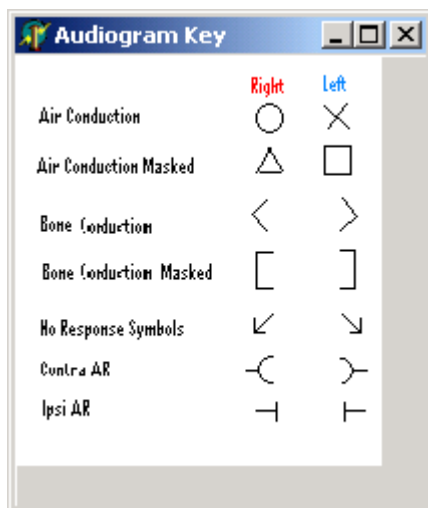 Audiogram Key
Right Left
Air Conduction
Air Conduction Masked
Bone Conduction
Bone Conduction Masked
No Response Symbols
Contra AR
Ipsi AR